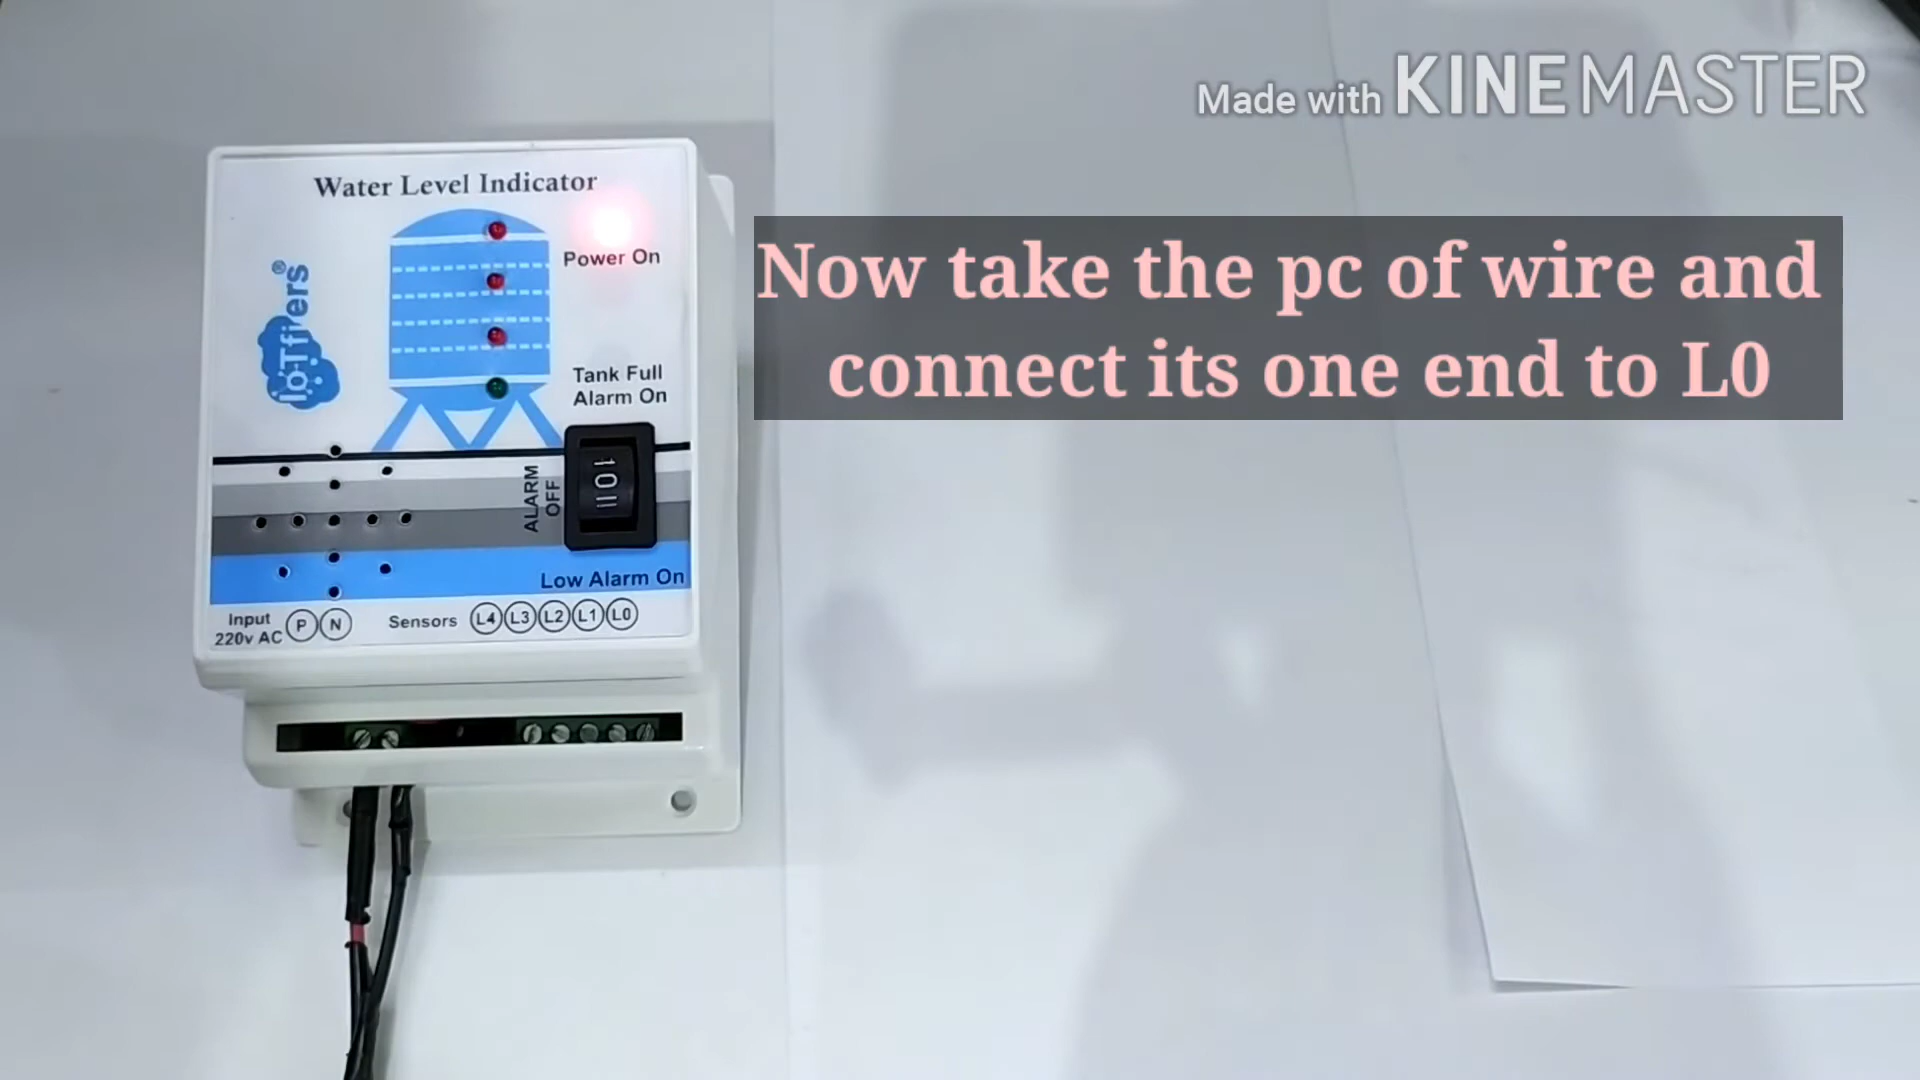 Made with KINEMASTER
Water Level Indicator
Power On
IoTfiers®
Now take the pc of wire and
connect its one end to L0
Tank Full
Alarm On
ALARM
OFF
I O II
Low Alarm On
Input
220v AC
P N
Sensors L4 L3 L2 L1 L0